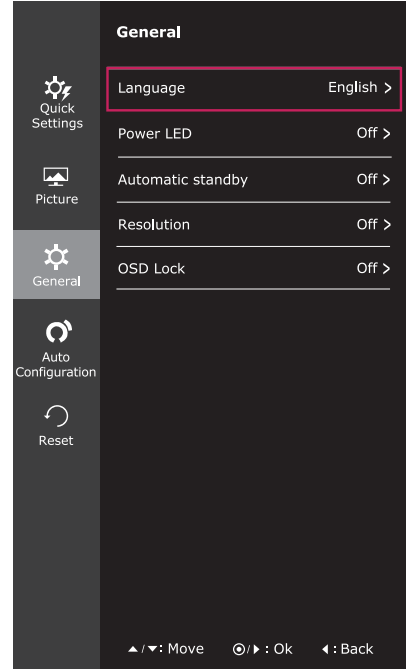 General
Language English >
Power LED Off >
Automatic standby Off >
Resolution Off >
OSD Lock Off >
Quick
Settings
Picture
General
Auto
Configuration
Reset
▲/▼: Move ◉/▶ : Ok ◀ : Back